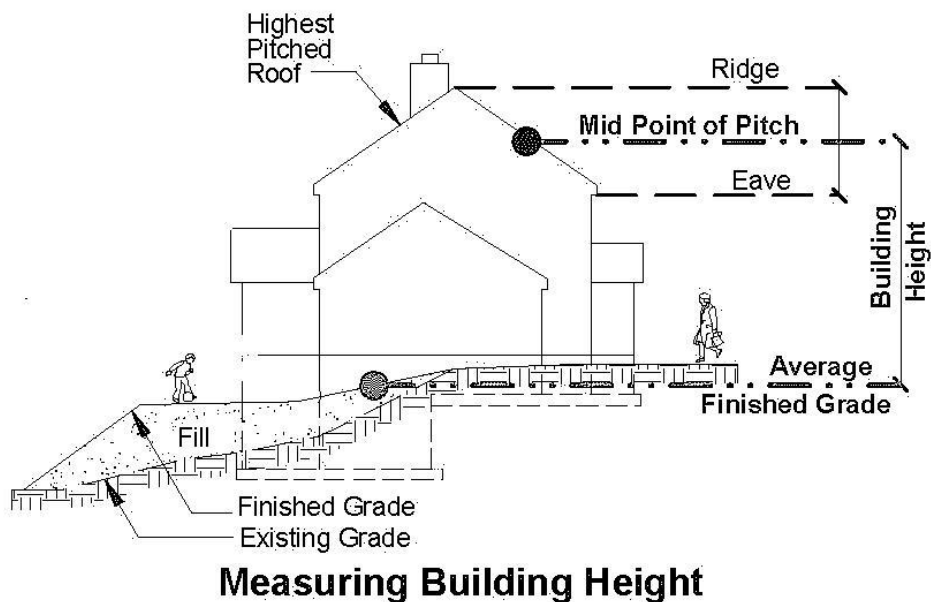 Highest
Pitched
Roof
Ridge
Mid Point of Pitch
Eave
Building
Height
Average
Finished Grade
Fill
Finished Grade
Existing Grade
Measuring Building Height